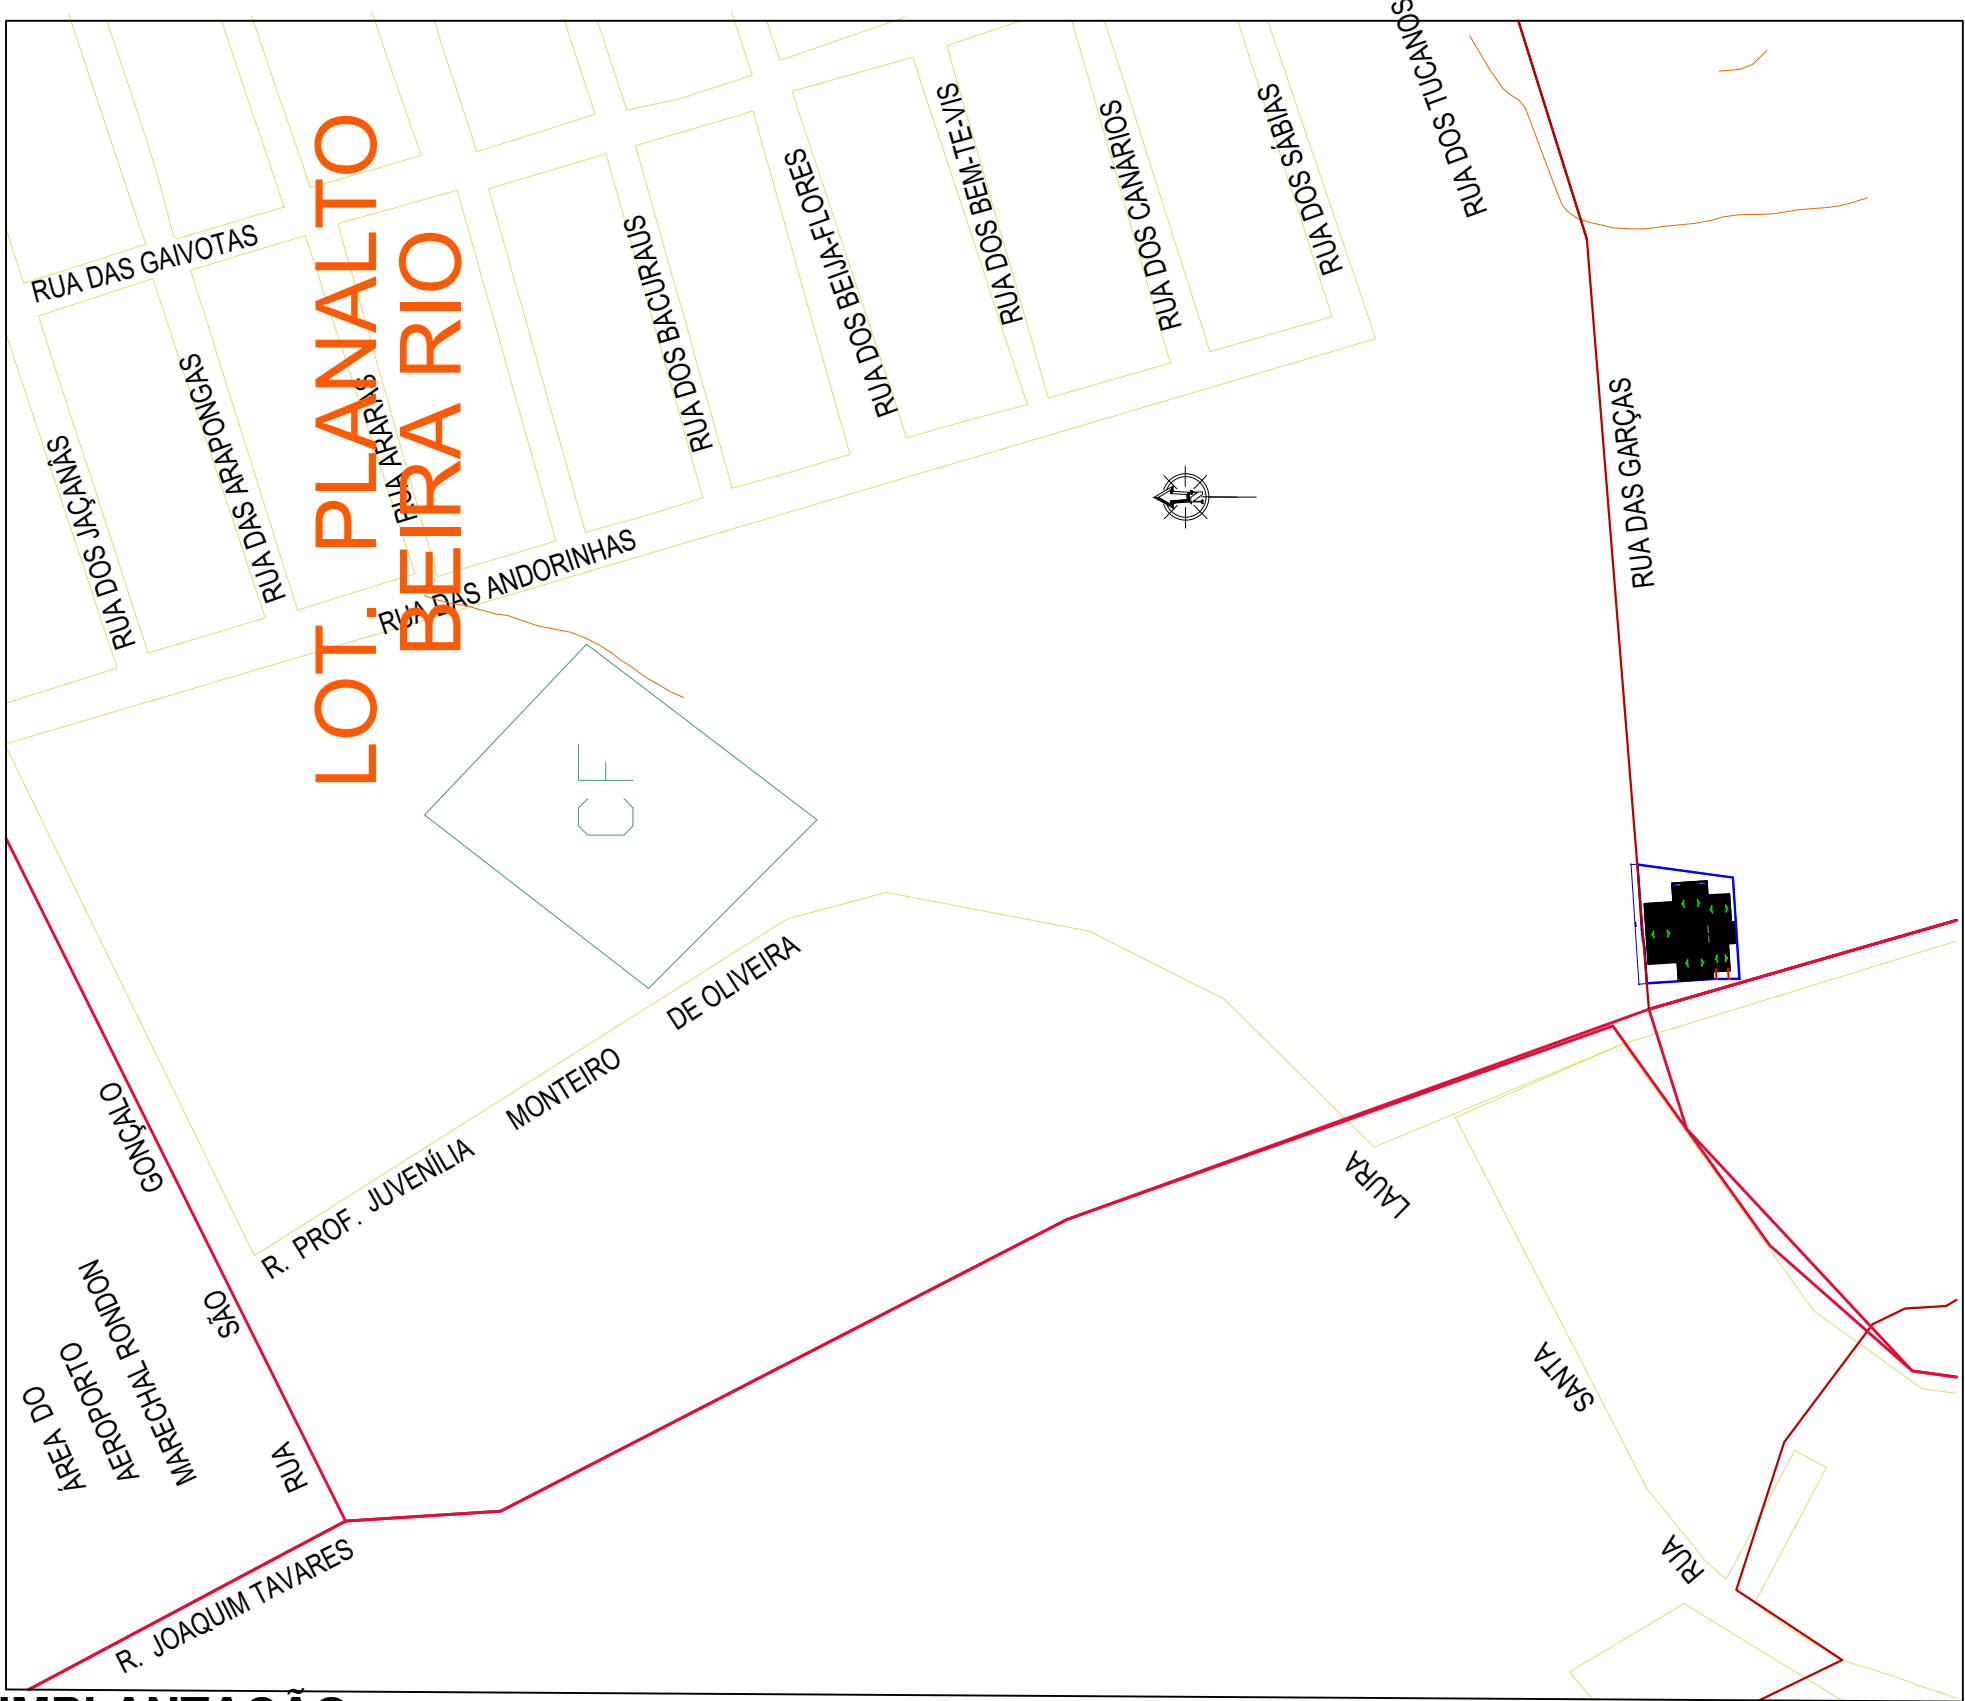 RUA DOS TUCANOS
RUA DAS GAIVOTAS
LOT. PLANALTO
BEIRA RIO
RUA DOS JAÇANÃS
RUA DAS ARAPONGAS
RUA ARARAS
RUA DOS BACURAUS
RUA DOS BEIJA-FLORES
RUA DOS BEM-TE-VIS
RUA DOS CANÁRIOS
RUA DOS SÁBIAS
RUA DAS GARÇAS
RUA DAS ANDORINHAS
N
CF
R. PROF. JUVENÍLIA MONTEIRO DE OLIVEIRA
RUA SÃO GONÇALO
ÁREA DO
AEROPORTO
MARECHAL RONDON
RUA SANTA LAURA
R. JOAQUIM TAVARES
IMPLANTAÇÃO